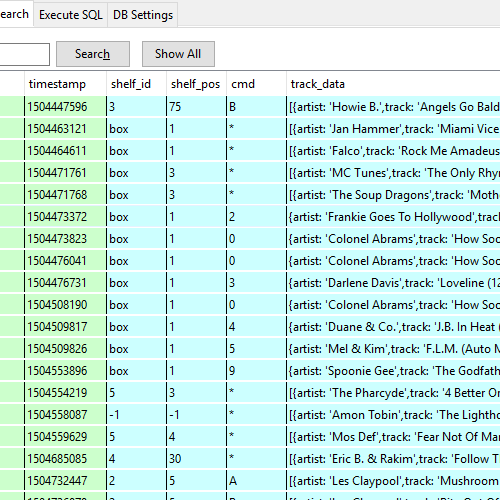 earch Execute SQL DB Settings
Search Show All
timestamp shelf_id shelf_pos cmd track_data
1504447596 3 75 B [{artist: 'Howie B.',track: 'Angels Go Bald
1504463121 box 1 * [{artist: 'Jan Hammer',track: 'Miami Vice
1504464611 box 1 * [{artist: 'Falco',track: 'Rock Me Amadeus
1504471761 box 3 * [{artist: 'MC Tunes',track: 'The Only Rhy
1504471768 box 3 * [{artist: 'The Soup Dragons',track: 'Moth
1504473372 box 1 2 {artist: 'Frankie Goes To Hollywood',track
1504473823 box 1 0 {artist: 'Colonel Abrams',track: 'How Soo
1504476041 box 1 0 {artist: 'Colonel Abrams',track: 'How Soo
1504476731 box 1 3 {artist: 'Darlene Davis',track: 'Loveline (12
1504508190 box 1 0 {artist: 'Colonel Abrams',track: 'How Soo
1504509817 box 1 4 {artist: 'Duane & Co.',track: 'J.B. In Heat (
1504509826 box 1 5 {artist: 'Mel & Kim',track: 'F.L.M. (Auto M
1504553896 box 1 9 {artist: 'Spoonie Gee',track: 'The Godfath
1504554219 5 3 * [{artist: 'The Pharcyde',track: '4 Better Or
1504558087 -1 -1 * [{artist: 'Amon Tobin',track: 'The Lightho
1504559629 5 4 * [{artist: 'Mos Def',track: 'Fear Not Of Ma
1504685085 4 30 * [{artist: 'Eric B. & Rakim',track: 'Follow T
1504732447 2 5 A [{artist: 'Les Claypool',track: 'Mushroom